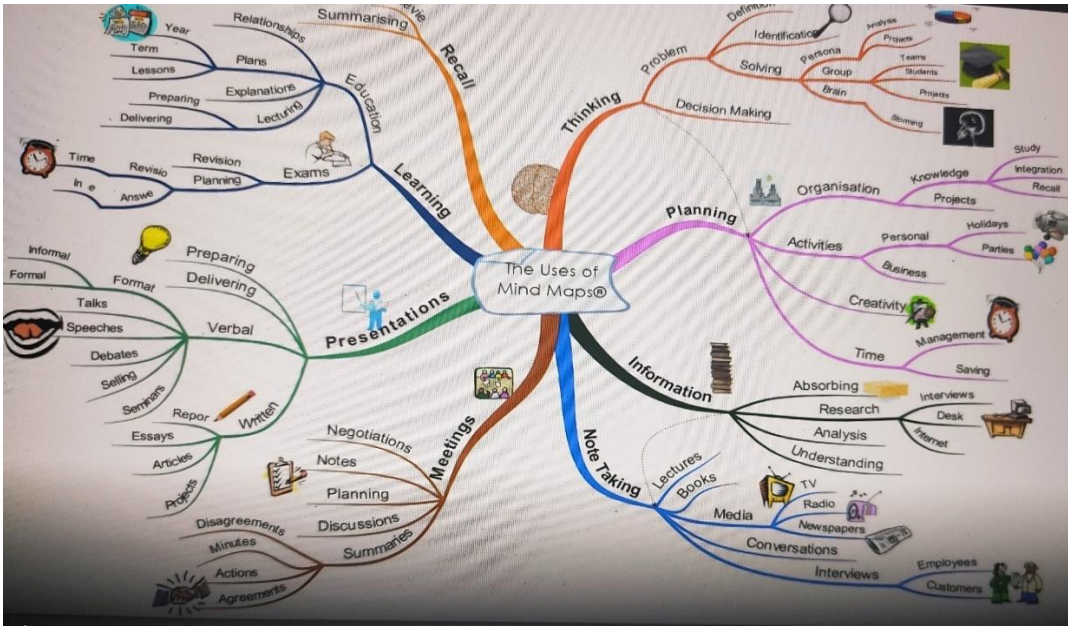 The Uses of
Mind Maps®
Recall
Summarising
Thinking
Problem
Identification
Solving
Analysis
Projects
Group
Teams
Students
Projects
Brain
Storming
Decision Making
Planning
Organisation
Knowledge
Study
Integration
Recall
Projects
Activities
Personal
Holidays
Parties
Business
Creativity
Time
Management
Saving
Information
Absorbing
Research
Interviews
Desk
Internet
Analysis
Understanding
Note Taking
Lectures
Books
Media
TV
Radio
Newspapers
Conversations
Interviews
Employees
Customers
Meetings
Negotiations
Notes
Planning
Discussions
Summaries
Disagreements
Minutes
Actions
Agreements
Presentations
Preparing
Delivering
Verbal
Format
Informal
Formal
Talks
Speeches
Debates
Selling
Seminars
Written
Repor
Essays
Articles
Projects
Learning
Education
Relationships
Plans
Year
Term
Lessons
Explanations
Lecturing
Preparing
Delivering
Exams
Revision
Planning
Revisio
Time
Answe